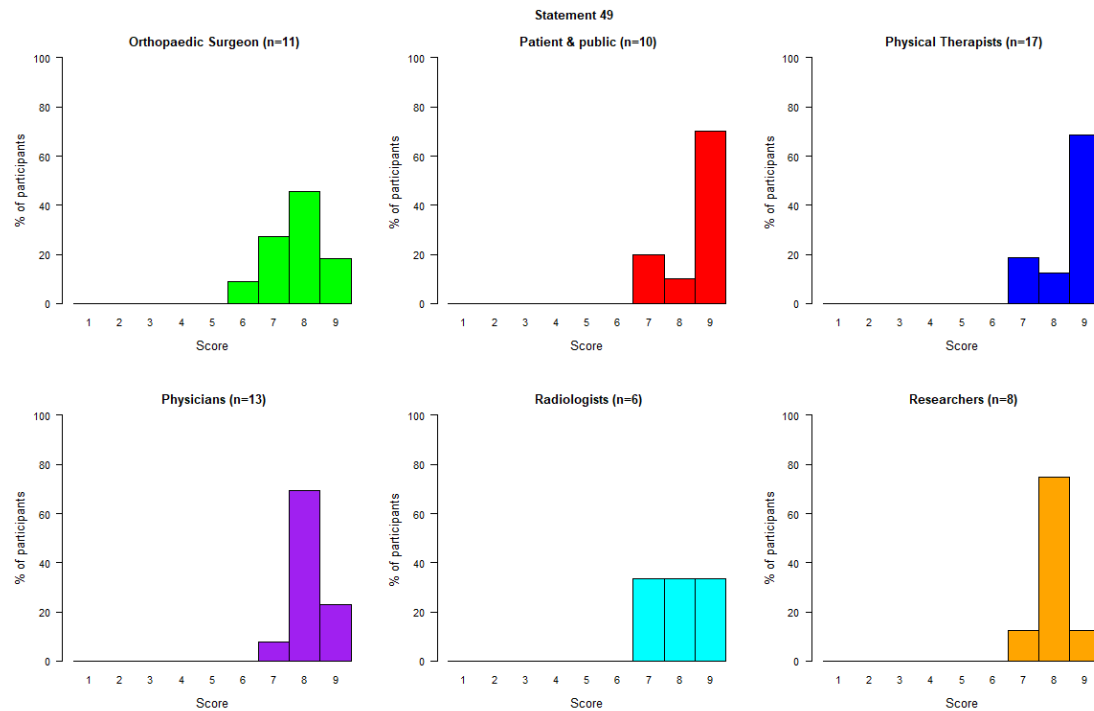 Statement 49
Orthopaedic Surgeon (n=11)
% of participants
100
80
60
40
20
0
1 2 3 4 5 6 7 8 9
Score
Patient & public (n=10)
% of participants
100
80
60
40
20
0
1 2 3 4 5 6 7 8 9
Score
Physical Therapists (n=17)
% of participants
100
80
60
40
20
0
1 2 3 4 5 6 7 8 9
Score
Physicians (n=13)
% of participants
100
80
60
40
20
0
1 2 3 4 5 6 7 8 9
Score
Radiologists (n=6)
% of participants
100
80
60
40
20
0
1 2 3 4 5 6 7 8 9
Score
Researchers (n=8)
% of participants
100
80
60
40
20
0
1 2 3 4 5 6 7 8 9
Score